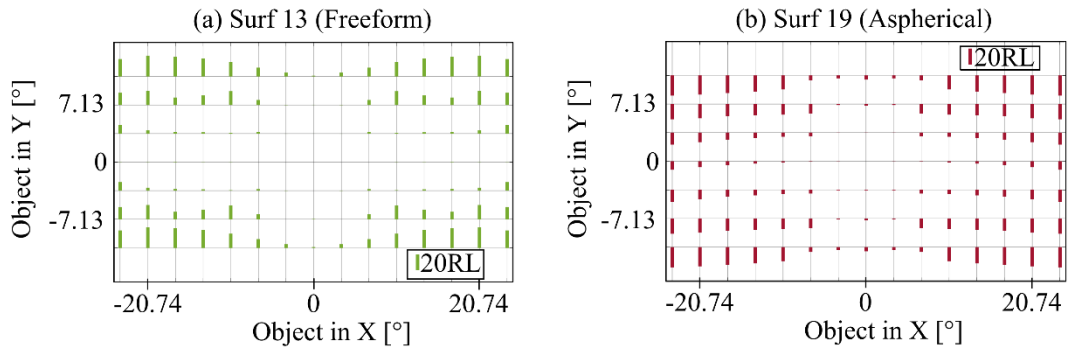 (a) Surf 13 (Freeform)
Object in Y [°]
7.13
0
-7.13
20RL
-20.74
0
20.74
Object in X [°]
(b) Surf 19 (Aspherical)
Object in Y [°]
20RL
7.13
0
-7.13
-20.74
0
20.74
Object in X [°]